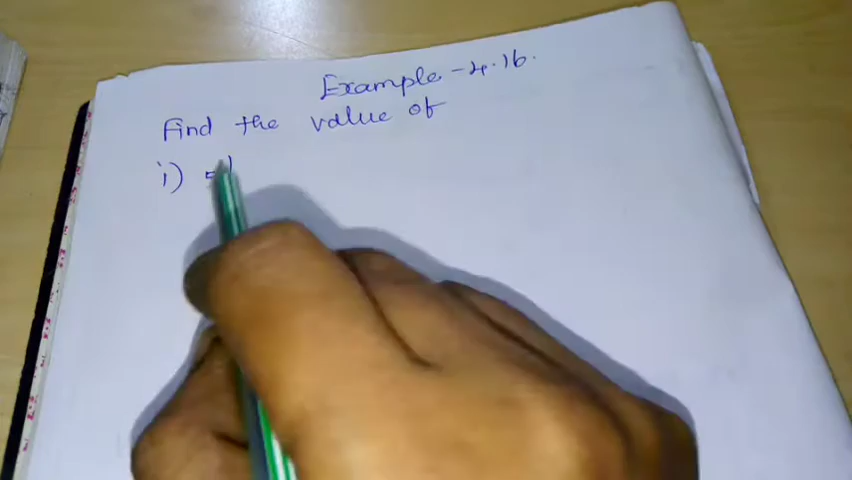 Example - 4.16.
Find the value of
i)